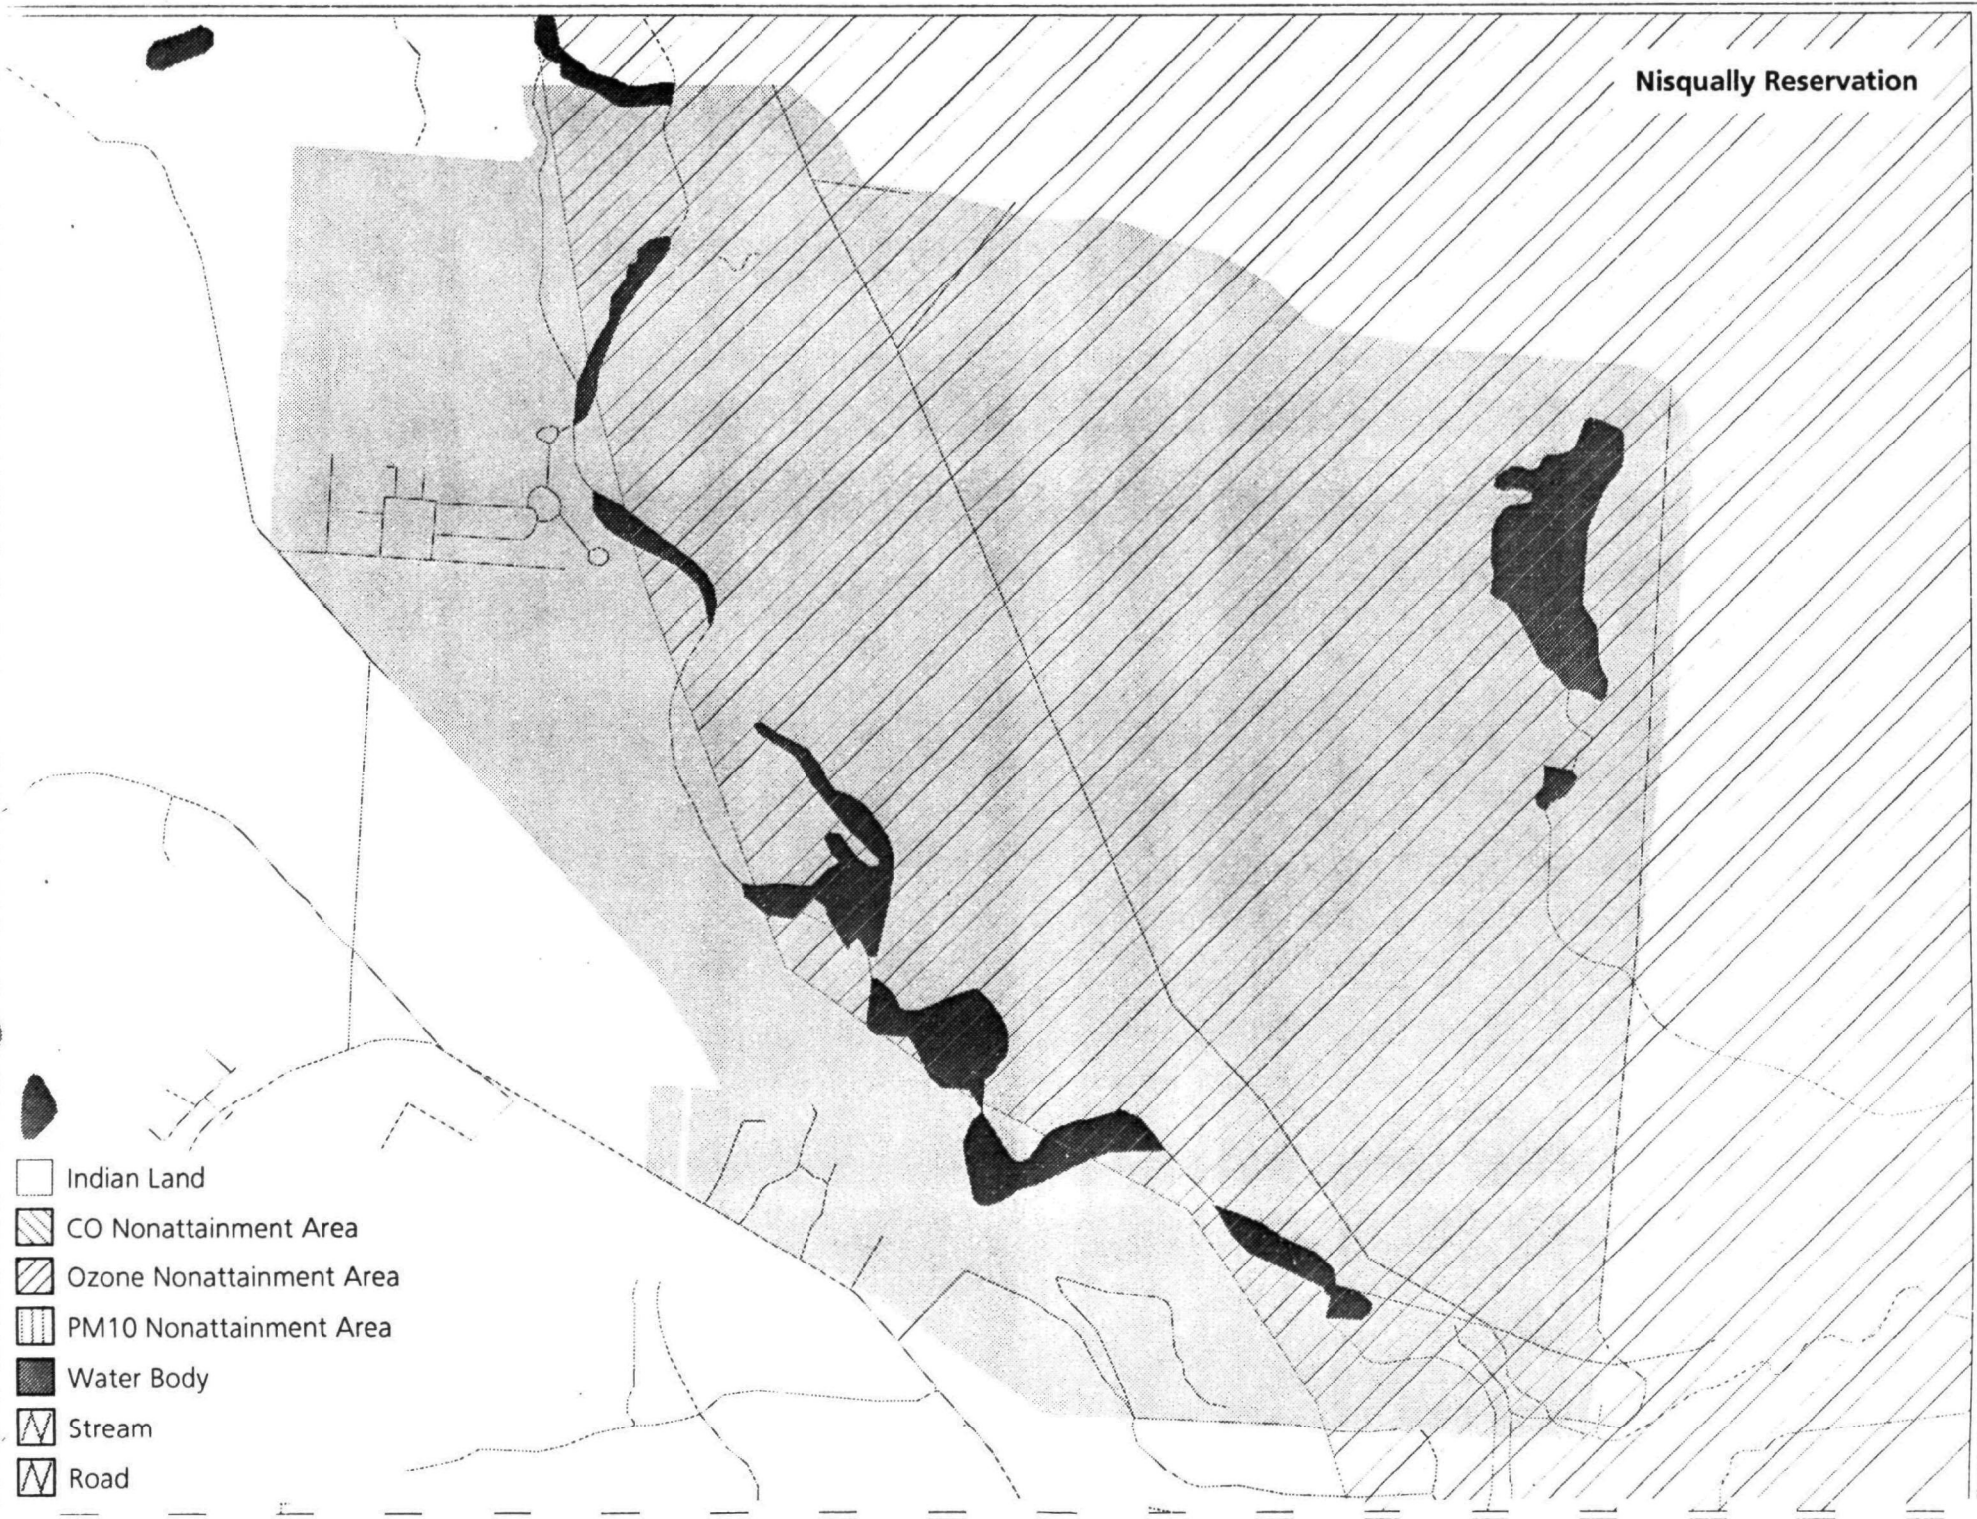 Nisqually Reservation
Indian Land
CO Nonattainment Area
Ozone Nonattainment Area
PM10 Nonattainment Area
Water Body
Stream
Road